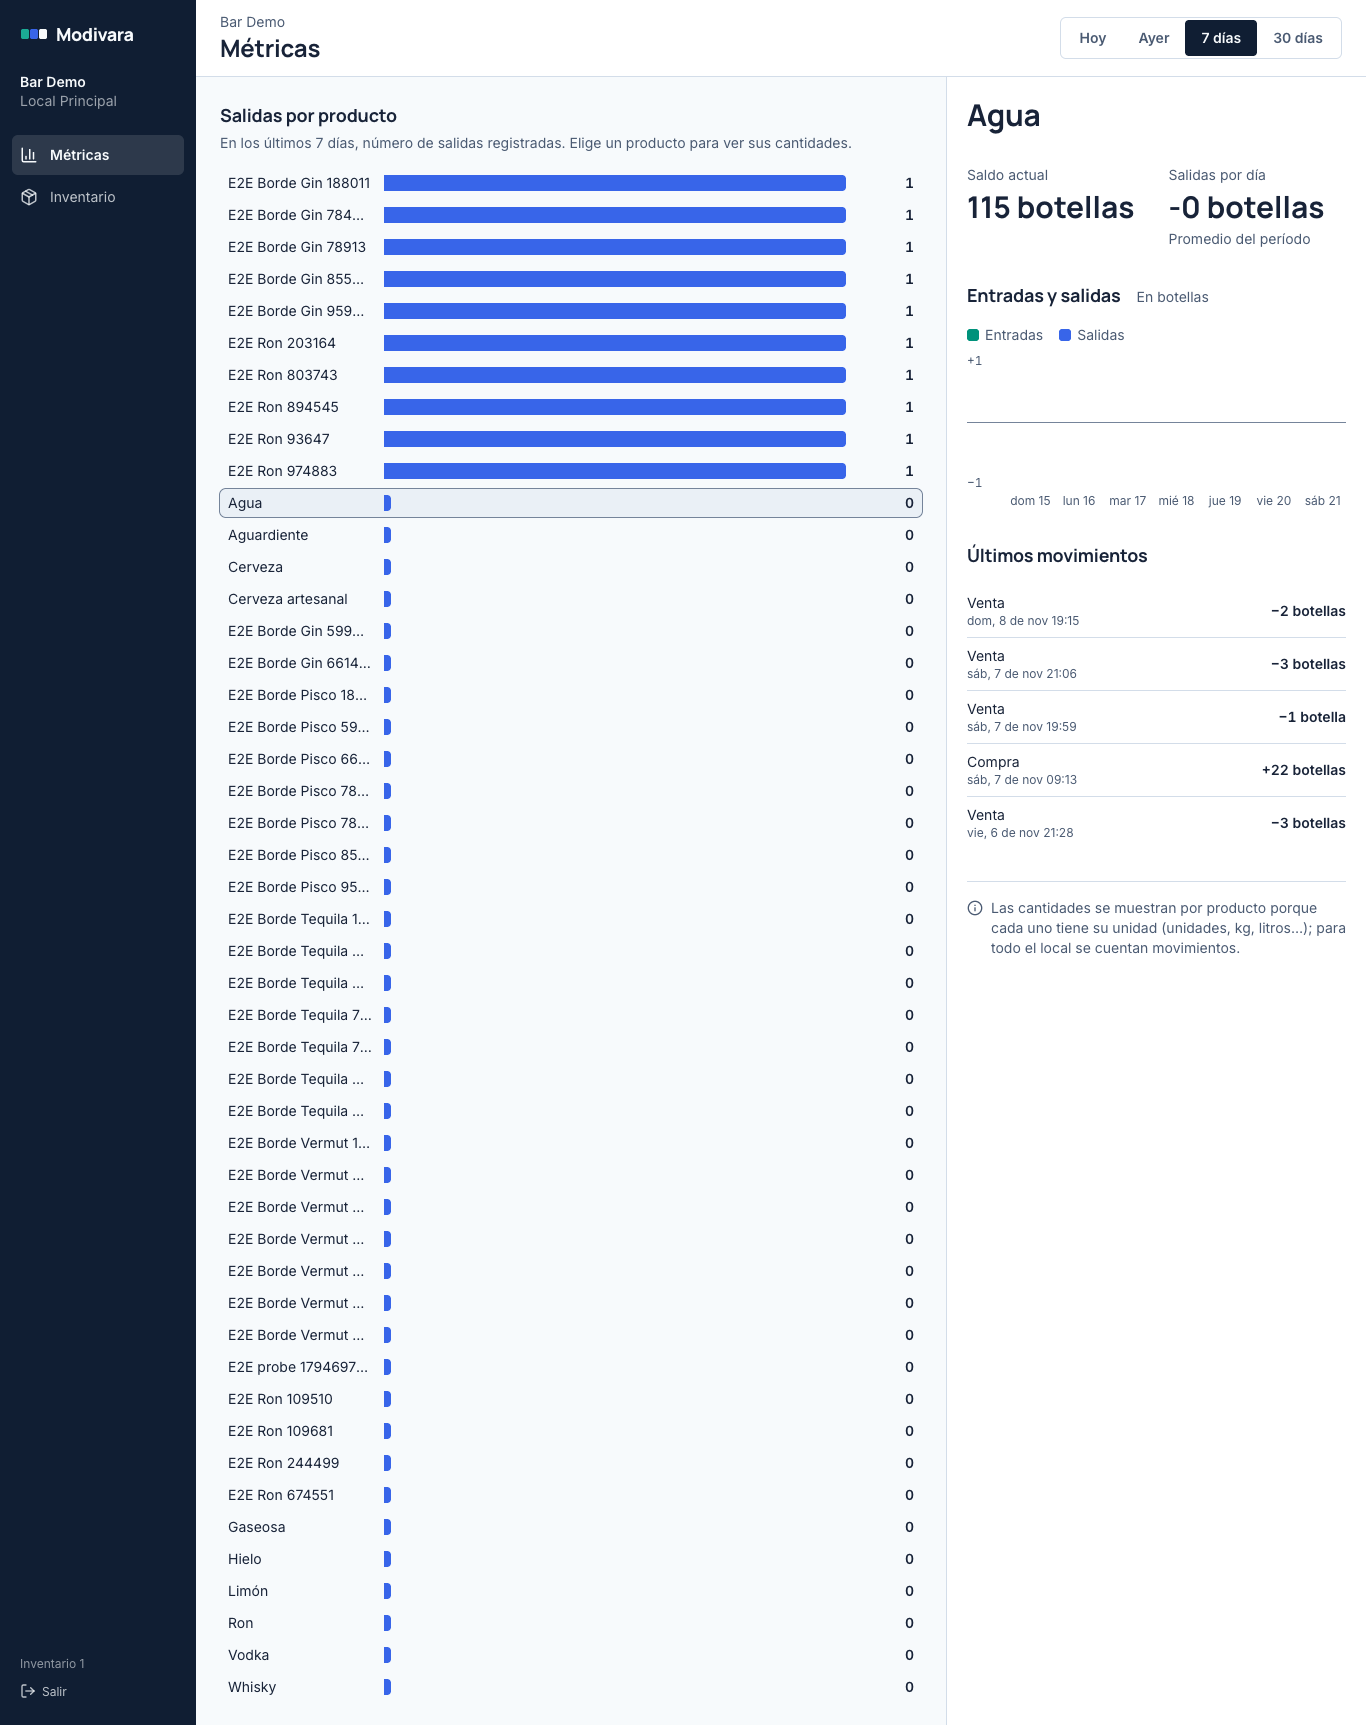 Modivara
Bar Demo
Local Principal
Métricas
Inventario
Inventario 1
Salir
Bar Demo
Métricas
Hoy
Ayer
7 días
30 días
Salidas por producto
En los últimos 7 días, número de salidas registradas. Elige un producto para ver sus cantidades.
E2E Borde Gin 188011 1
E2E Borde Gin 784... 1
E2E Borde Gin 78913 1
E2E Borde Gin 855... 1
E2E Borde Gin 959... 1
E2E Ron 203164 1
E2E Ron 803743 1
E2E Ron 894545 1
E2E Ron 93647 1
E2E Ron 974883 1
Agua 0
Aguardiente 0
Cerveza 0
Cerveza artesanal 0
E2E Borde Gin 599... 0
E2E Borde Gin 6614... 0
E2E Borde Pisco 18... 0
E2E Borde Pisco 59... 0
E2E Borde Pisco 66... 0
E2E Borde Pisco 78... 0
E2E Borde Pisco 78... 0
E2E Borde Pisco 85... 0
E2E Borde Pisco 95... 0
E2E Borde Tequila 1... 0
E2E Borde Tequila ... 0
E2E Borde Tequila ... 0
E2E Borde Tequila 7... 0
E2E Borde Tequila 7... 0
E2E Borde Tequila ... 0
E2E Borde Tequila ... 0
E2E Borde Vermut 1... 0
E2E Borde Vermut ... 0
E2E Borde Vermut ... 0
E2E Borde Vermut ... 0
E2E Borde Vermut ... 0
E2E Borde Vermut ... 0
E2E Borde Vermut ... 0
E2E probe 1794697... 0
E2E Ron 109510 0
E2E Ron 109681 0
E2E Ron 244499 0
E2E Ron 674551 0
Gaseosa 0
Hielo 0
Limón 0
Ron 0
Vodka 0
Whisky 0
Agua
Saldo actual
115 botellas
Salidas por día
-0 botellas
Promedio del período
Entradas y salidas En botellas
Entradas Salidas
+1
−1
dom 15 lun 16 mar 17 mié 18 jue 19 vie 20 sáb 21
Últimos movimientos
Venta
dom, 8 de nov 19:15
−2 botellas
Venta
sáb, 7 de nov 21:06
−3 botellas
Venta
sáb, 7 de nov 19:59
−1 botella
Compra
sáb, 7 de nov 09:13
+22 botellas
Venta
vie, 6 de nov 21:28
−3 botellas
Las cantidades se muestran por producto porque
cada uno tiene su unidad (unidades, kg, litros...); para
todo el local se cuentan movimientos.